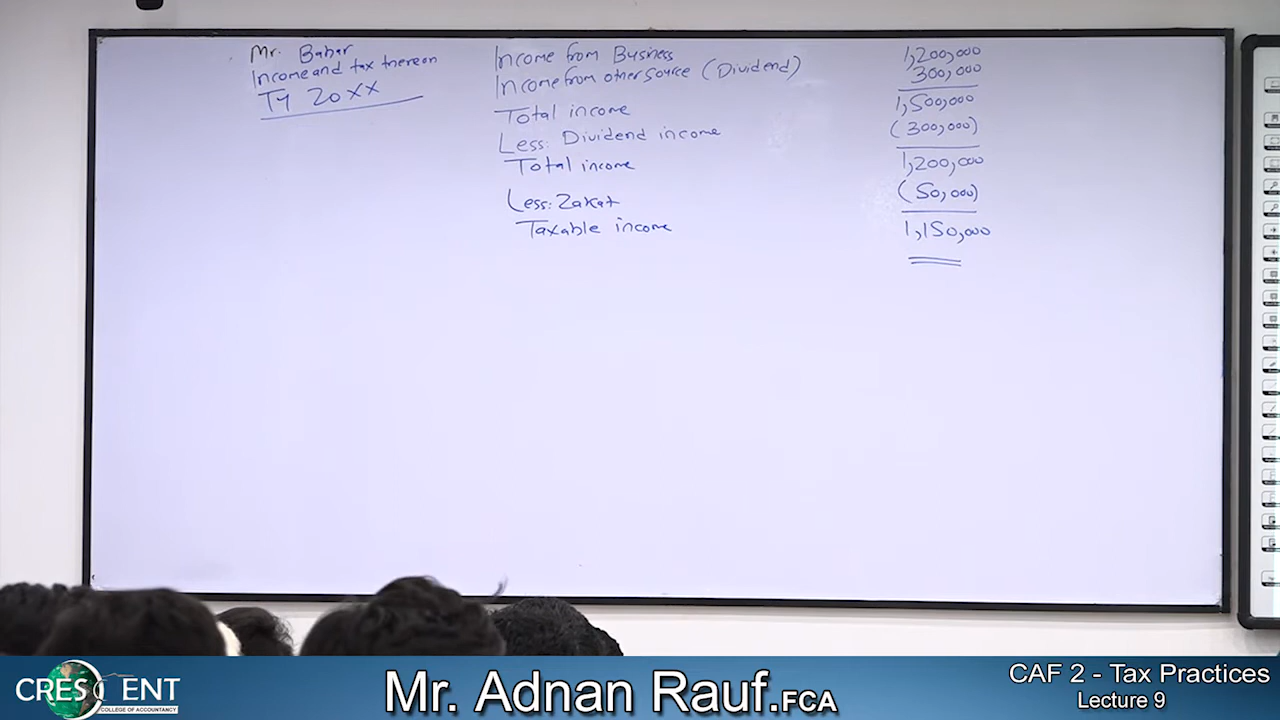 Mr. Babar
Income and tax thereon
TY 20XX
Income from Business 1,200,000
Income from other source (Dividend) 300,000
Total income 1,500,000
Less: Dividend income (300,000)
Total income 1,200,000
Less: Zakat (50,000)
Taxable income 1,150,000
CRESCENT
COLLEGE OF ACCOUNTANCY
Mr. Adnan Rauf.FCA
CAF 2 - Tax Practices
Lecture 9